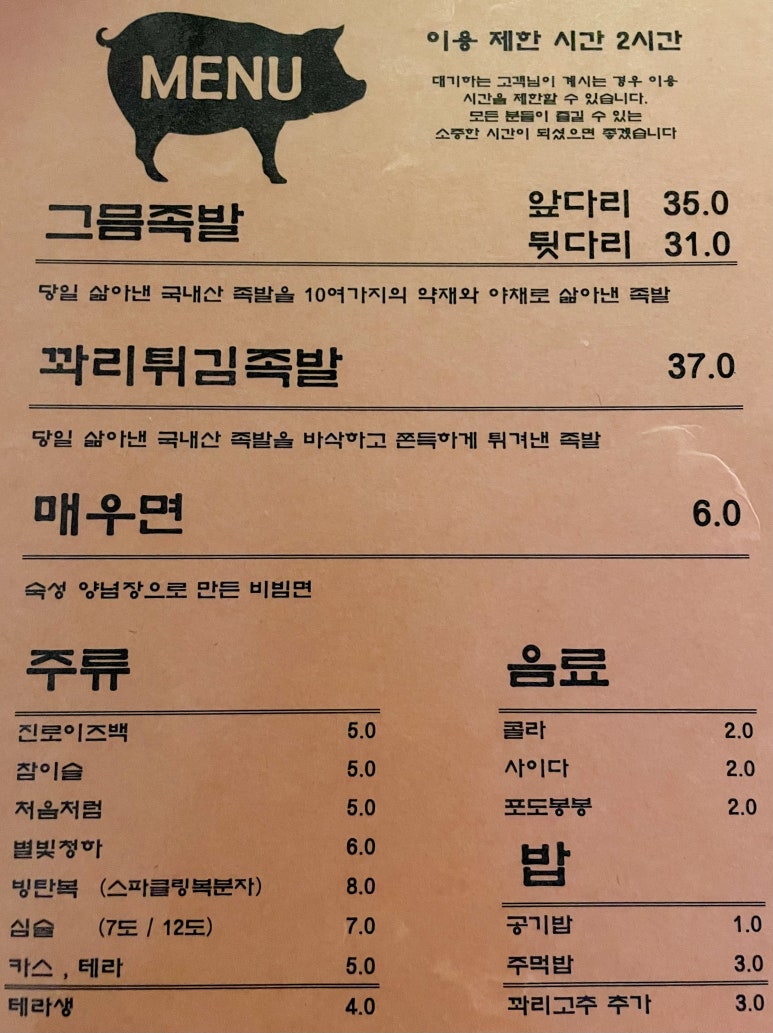 MENU
이용 제한 시간 2시간
대기하는 고객님이 계시는 경우 이용
시간을 제한할 수 있습니다.
모든 분들이 즐길 수 있는
소중한 시간이 되셨으면 좋겠습니다
그믐족발
앞다리 35.0
뒷다리 31.0
당일 삶아낸 국내산 족발을 10여가지의 약재와 야채로 삶아낸 족발
꽈리튀김족발 37.0
당일 삶아낸 국내산 족발을 바삭하고 쫀득하게 튀겨낸 족발
매우면 6.0
숙성 양념장으로 만든 비빔면
주류
진로이즈백 5.0
참이슬 5.0
처음처럼 5.0
별빛청하 6.0
빙탄복 (스파클링복분자) 8.0
심술 (7도 / 12도) 7.0
카스 , 테라 5.0
테라생 4.0
음료
콜라 2.0
사이다 2.0
포도봉봉 2.0
밥
공기밥 1.0
주먹밥 3.0
꽈리고추 추가 3.0